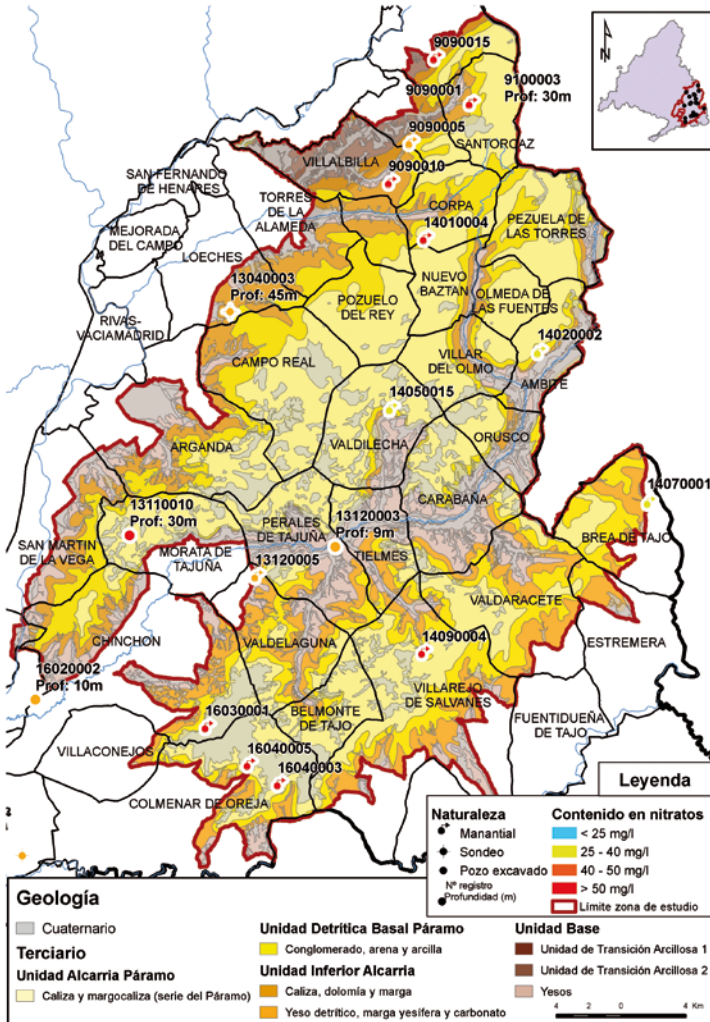 N
9090015
9090001
9100003
Prof: 30m
9090005
SANTORCAZ
VILLALBILLA
SAN FERNANDO
DE HENARES
9090010
TORRES
DE LA
ALAMEDA
CORPA
PEZUELA DE
LAS TORRES
MEJORADA
DEL CAMPO
14010004
LOECHES
13040003
Prof: 45m
NUEVO
BAZTAN
POZUELO
DEL REY
OLMEDA DE
LAS FUENTES
RIVAS-
VACIAMADRID
14020002
CAMPO REAL
VILLAR
DEL OLMO
AMBITE
14050015
ARGANDA
VALDILECHA
ORUSCO
14070001
CARABAÑA
13110010
Prof: 30m
PERALES
DE TAJUÑA
13120003
Prof: 9m
SAN MARTIN
DE LA VEGA
MORATA DE
TAJUÑA
TIELMES
BREA DE TAJO
13120005
VALDARACETE
CHINCHON
VALDELAGUNA
14090004
ESTREMERA
16020002
Prof: 10m
VILLAREJO
DE SALVANES
16030001
BELMONTE
DE TAJO
FUENTIDUEÑA
DE TAJO
VILLACONEJOS
16040005
16040003
COLMENAR DE OREJA
Leyenda
Naturaleza
Manantial
Sondeo
Pozo excavado
Nº registro
Profundidad (m)
Contenido en nitratos
< 25 mg/l
25 - 40 mg/l
40 - 50 mg/l
> 50 mg/l
Límite zona de estudio
Geología
Cuaternario
Terciario
Unidad Alcarria Páramo
Caliza y margocaliza (serie del Páramo)
Unidad Detrítica Basal Páramo
Conglomerado, arena y arcilla
Unidad Inferior Alcarria
Caliza, dolomía y marga
Yeso detrítico, marga yesífera y carbonato
Unidad Base
Unidad de Transición Arcillosa 1
Unidad de Transición Arcillosa 2
Yesos
4 2 0 4 Km